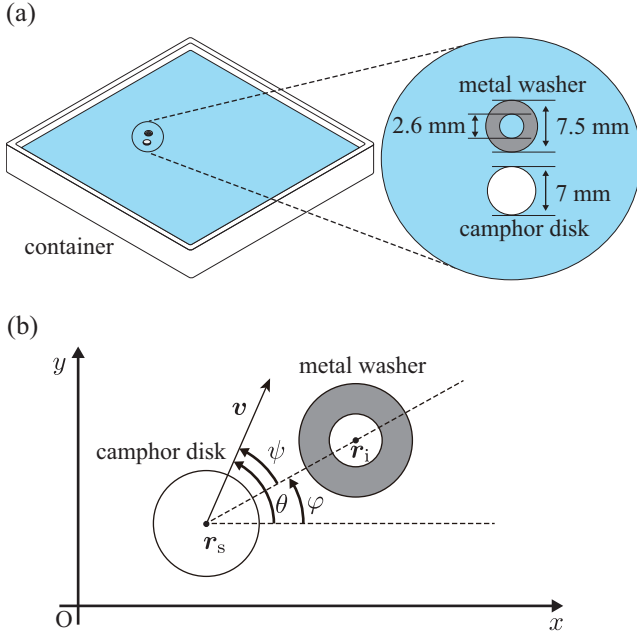 (a)
metal washer
2.6 mm
7.5 mm
7 mm
camphor disk
container
(b)
y
metal washer
v
camphor disk
ψ
r_i
θ
φ
r_s
O
x